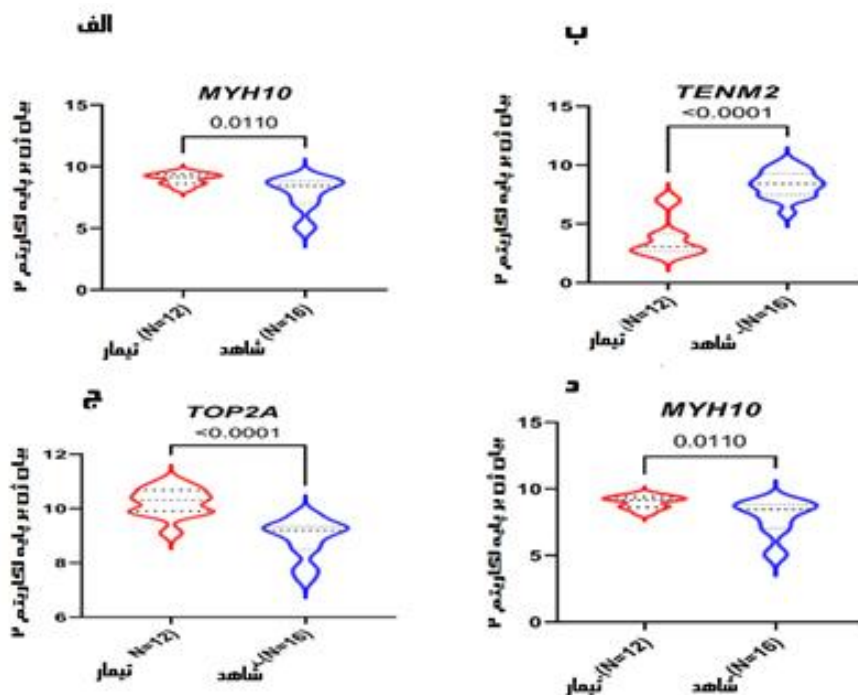 الف
MYH10
0.0110
15
10
5
0
بیان ژن بر پایه لگاریتم ۲
تیمار (N=12)
شاهد (N=16)
ب
TENM2
<0.0001
15
10
5
0
بیان ژن بر پایه لگاریتم ۲
تیمار (N=12)
شاهد (N=16)
ج
TOP2A
<0.0001
12
10
8
6
بیان ژن بر پایه لگاریتم ۲
تیمار N=12)
شاهد (N=16)
د
MYH10
0.0110
15
10
5
0
بیان ژن بر پایه لگاریتم ۲
تیمار (N=12)
شاهد (N=16)